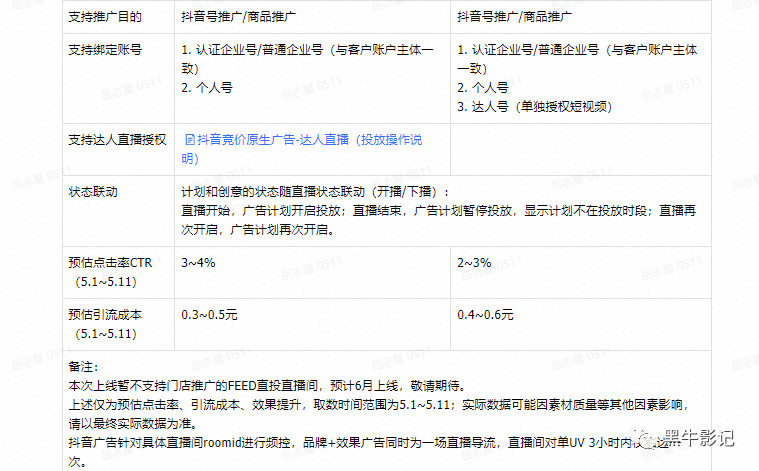 支持推广目的 抖音号推广/商品推广 抖音号推广/商品推广
支持绑定账号 1. 认证企业号/普通企业号（与客户账户主体一 1. 认证企业号/普通企业号（与客户账户主体
致） 一致）
2. 个人号 2. 个人号
3. 达人号（单独授权短视频）
支持达人直播授权 抖音竞价原生广告-达人直播（投放操作说
明）
状态联动 计划和创意的状态随直播状态联动（开播/下播）：
直播开始，广告计划开启投放；直播结束，广告计划暂停投放，显示计划不在投放时段；直播再
次开启，广告计划再次开启。
预估点击率CTR 3~4% 2~3%
（5.1~5.11）
预估引流成本 0.3~0.5元 0.4~0.6元
（5.1~5.11）
备注：
本次上线暂不支持门店推广的FEED直投直播间，预计6月上线，敬请期待。
上述仅为预估点击率、引流成本、效果提升，取数时间范围为5.1~5.11；实际数据可能因素材质量等其他因素影响，
请以最终实际数据为准。
抖音广告针对具体直播间roomid进行频控，品牌+效果广告同时为一场直播导流，直播间对单UV 3小时内
次。
黑牛影记
岳志星 0511